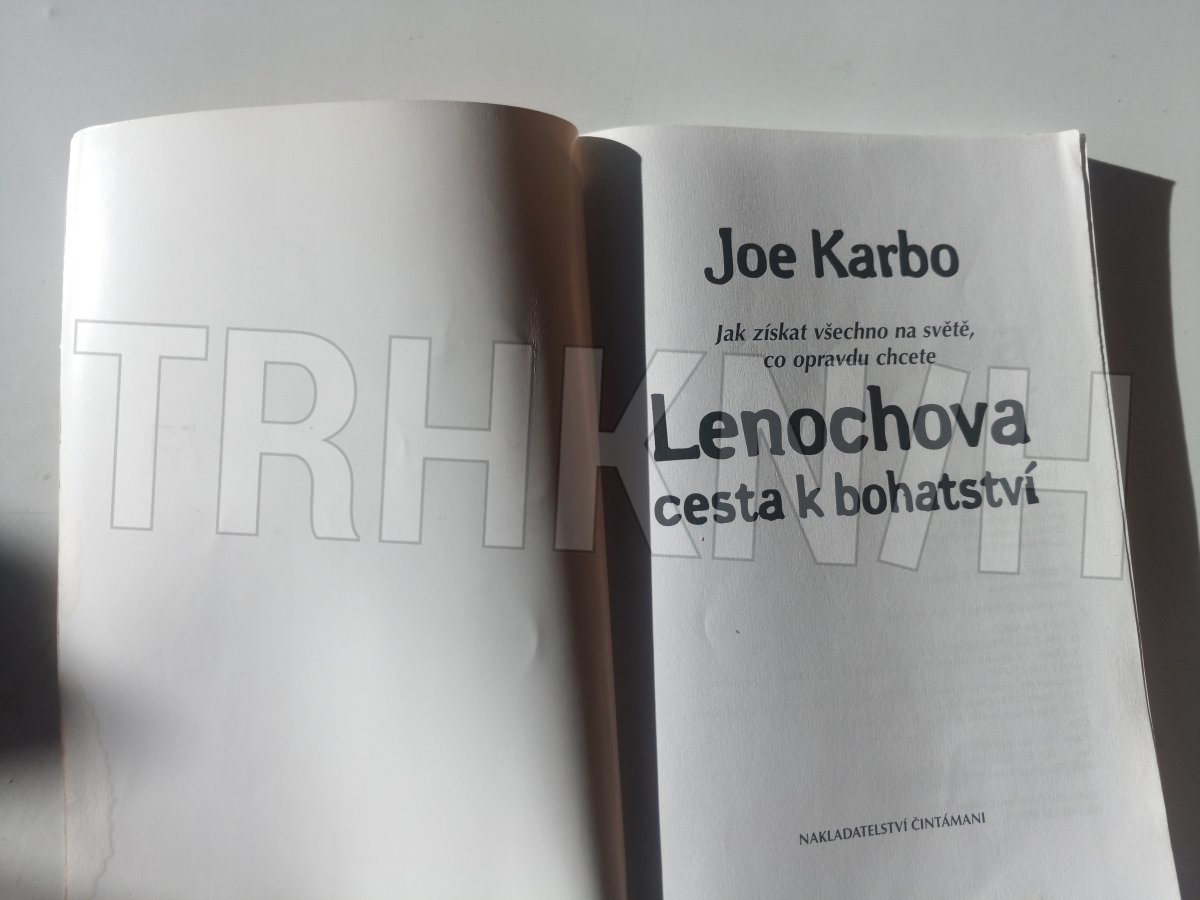 Joe Karbo
Jak získat všechno na světě,
co opravdu chcete
Lenochova
cesta k bohatství
NAKLADATELSTVÍ ČINTÁMANI
TRHKNIH